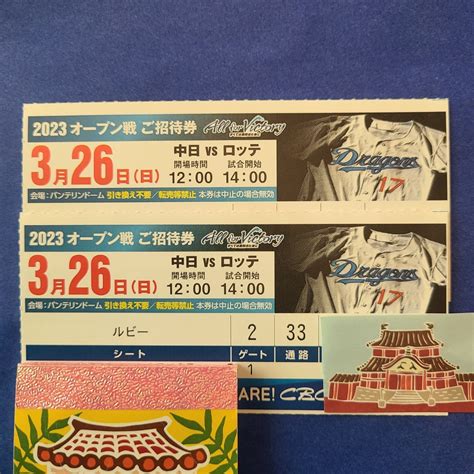 2023 オープン戦 ご招待券 All for Victory
3月26日(日) 中日 VS ロッテ
開場時間 試合開始
12:00 14:00
Dragons
17
会場:バンテリンドーム 引き換え不要/転売等禁止 本券は中止の場合無効
2023 オープン戦 ご招待券 All for Victory
3月26日(日) 中日 VS ロッテ
開場時間 試合開始
12:00 14:00
Dragons
17
会場:バンテリンドーム 引き換え不要/転売等禁止 本券は中止の場合無効
ルビー 2 33
シート ゲート 通路
1
ARE! CBC